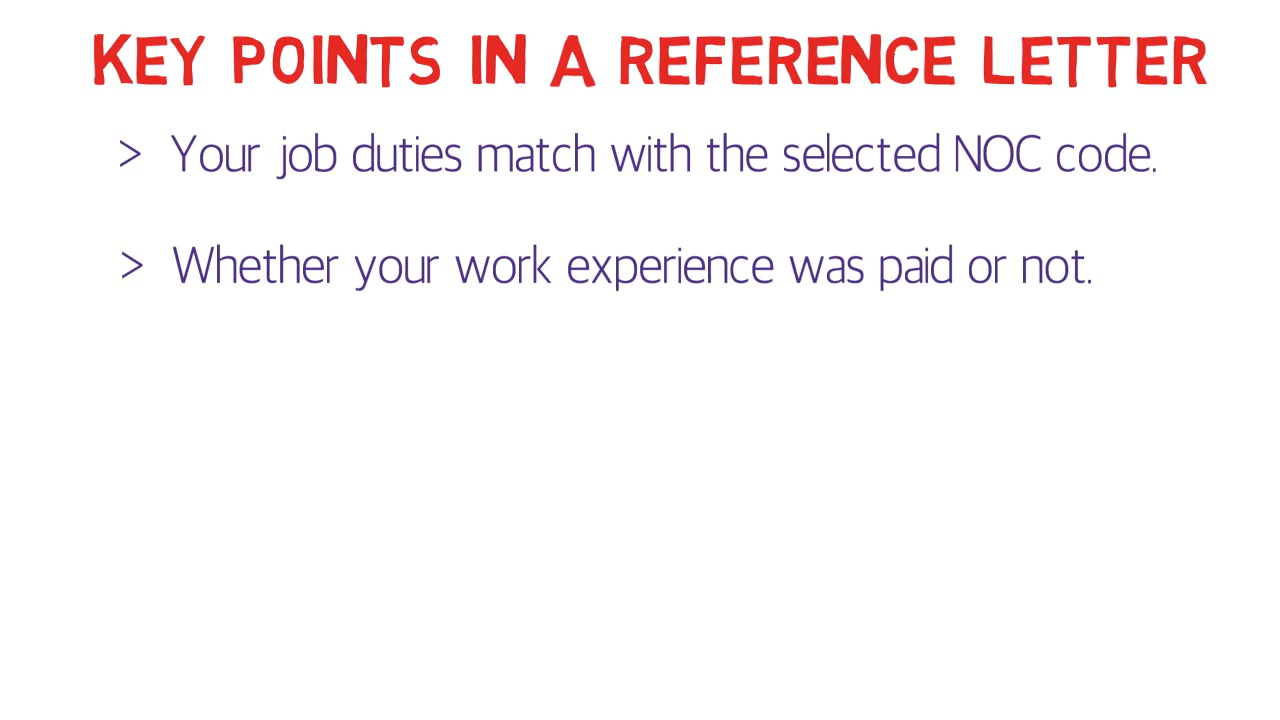 KEY POINTS IN A REFERENCE LETTER
> Your job duties match with the selected NOC code.
> Whether your work experience was paid or not.